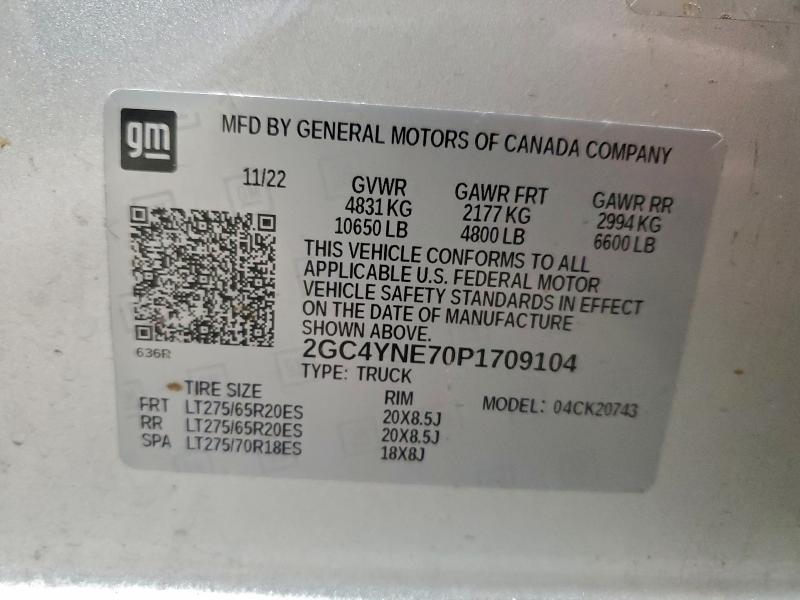 gm
MFD BY GENERAL MOTORS OF CANADA COMPANY
11/22
GVWR GAWR FRT GAWR RR
4831 KG 2177 KG 2994 KG
10650 LB 4800 LB 6600 LB
THIS VEHICLE CONFORMS TO ALL
APPLICABLE U.S. FEDERAL MOTOR
VEHICLE SAFETY STANDARDS IN EFFECT
ON THE DATE OF MANUFACTURE
SHOWN ABOVE.
636R
2GC4YNE70P1709104
TYPE: TRUCK
TIRE SIZE RIM MODEL: 04CK20743
FRT LT275/65R20ES 20X8.5J
RR LT275/65R20ES 20X8.5J
SPA LT275/70R18ES 18X8J